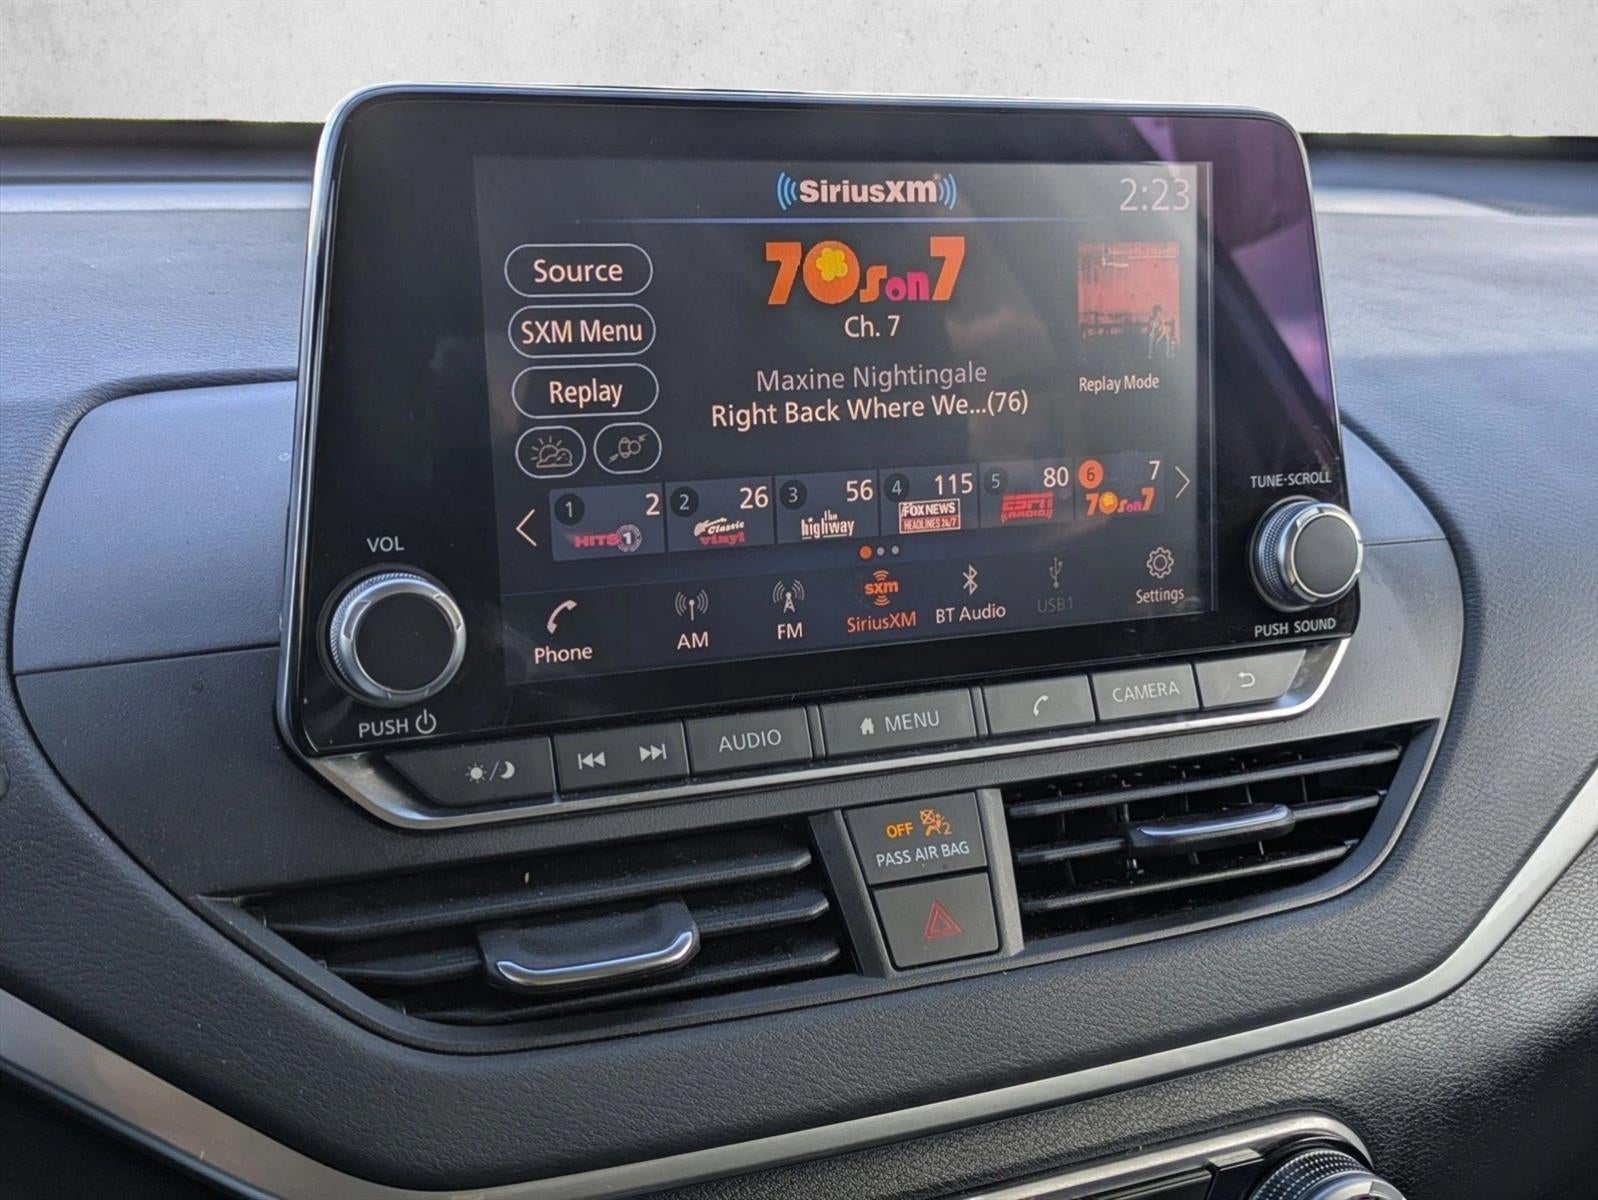 SiriusXM
2:23
Source
SXM Menu
Replay
70s on 7
Ch. 7
Maxine Nightingale
Right Back Where We...(76)
Replay Mode
1 2 HITS 1
2 26 Classic vinyl
3 56 the highway
4 115 FOX NEWS HEADLINES 24/7
5 80 ESPN RADIO
6 7 70s on 7
Phone
AM
FM
sxm
SiriusXM
BT Audio
USB1
Settings
VOL
PUSH
TUNE·SCROLL
PUSH SOUND
AUDIO
MENU
CAMERA
OFF 2
PASS AIR BAG